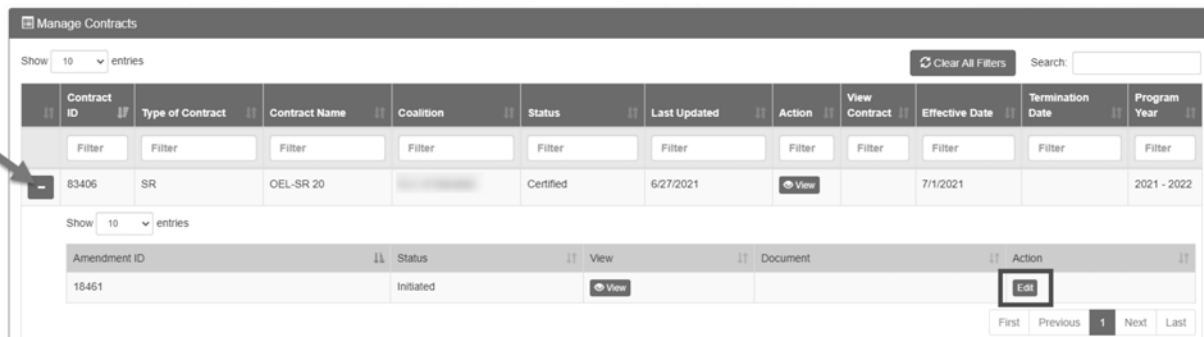 Manage Contracts
Show 10 entries Clear All Filters Search:
Contract ID Type of Contract Contract Name Coalition Status Last Updated Action View Contract Effective Date Termination Date Program Year
Filter Filter Filter Filter Filter Filter Filter Filter Filter Filter Filter
- 83406 SR OEL-SR 20 Certified 6/27/2021 View 7/1/2021 2021 - 2022
Show 10 entries
Amendment ID Status View Document Action
18461 Initiated View Edit
First Previous 1 Next Last